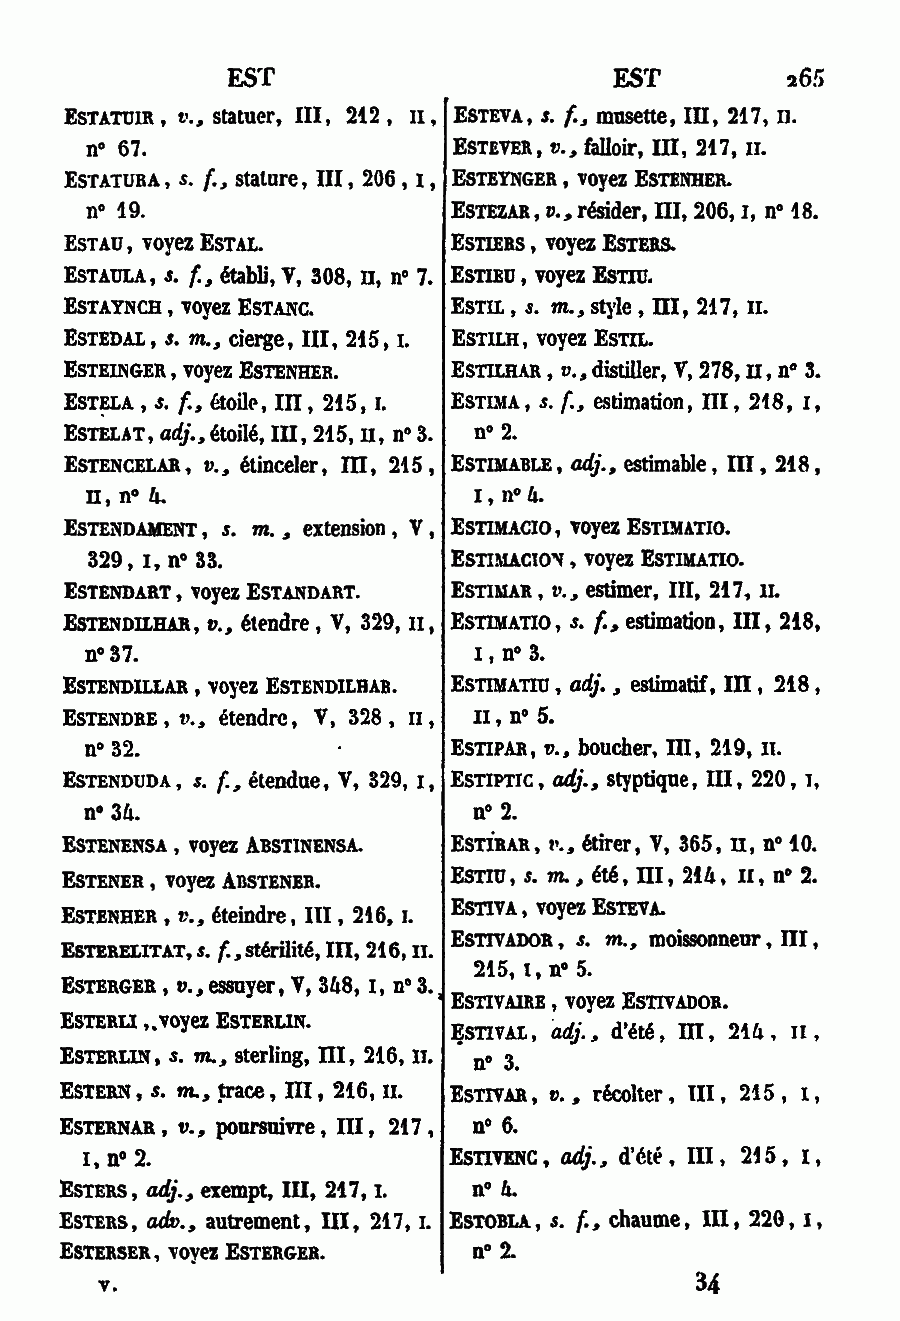 EST
EST 265
ESTATUIR, v., statuer, III, 212, II,
n° 67.
ESTATURA, s. f., stature, III, 206, I,
n° 19.
ESTAU, voyez ESTAL.
ESTAULA, s. f., établi, V, 308, II, n° 7.
ESTAYNCH, voyez ESTANC.
ESTEDAL, s. m., cierge, III, 215, I.
ESTEINGER, voyez ESTENHER.
ESTELA, s. f., étoile, III, 215, I.
ESTELAT, adj., étoilé, III, 215, II, n° 3.
ESTENCELAR, v., étinceler, III, 215,
II, n° 4.
ESTENDAMENT, s. m., extension, V,
329, I, n° 33.
ESTENDART, voyez ESTANDART.
ESTENDILHAR, v., étendre, V, 329, II,
n° 37.
ESTENDILLAR, voyez ESTENDILHAR.
ESTENDRE, v., étendre, V, 328, II,
n° 32.
ESTENDUDA, s. f., étendue, V, 329, I,
n° 34.
ESTENENSA, voyez ABSTINENSA.
ESTENER, voyez ABSTENER.
ESTENHER, v., éteindre, III, 216, I.
ESTERELITAT, s. f., stérilité, III, 216, II.
ESTERGER, v., essuyer, V, 348, I, n° 3.
ESTERLI, voyez ESTERLIN.
ESTERLIN, s. m., sterling, III, 216, II.
ESTERN, s. m., trace, III, 216, II.
ESTERNAR, v., poursuivre, III, 217,
I, n° 2.
ESTERS, adj., exempt, III, 217, I.
ESTERS, adv., autrement, III, 217, I.
ESTERSER, voyez ESTERGER.
V.
ESTEVA, s. f., musette, III, 217, II.
ESTEVER, v., falloir, III, 217, II.
ESTEYNGER, voyez ESTENHER.
ESTEZAR, v., résider, III, 206, I, n° 18.
ESTIERS, voyez ESTERS.
ESTIEU, voyez ESTIU.
ESTIL, s. m., style, III, 217, II.
ESTILH, voyez ESTIL.
ESTILHAR, v., distiller, V, 278, II, n° 3.
ESTIMA, s. f., estimation, III, 218, I,
n° 2.
ESTIMABLE, adj., estimable, III, 218,
I, n° 4.
ESTIMACIO, voyez ESTIMATIO.
ESTIMACION, voyez ESTIMATIO.
ESTIMAR, v., estimer, III, 217, II.
ESTIMATIO, s. f., estimation, III, 218,
I, n° 3.
ESTIMATIU, adj., estimatif, III, 218,
II, n° 5.
ESTIPAR, v., boucher, III, 219, II.
ESTIPTIC, adj., styptique, III, 220, I,
n° 2.
ESTIRAR, v., étirer, V, 365, II, n° 10.
ESTIU, s. m., été, III, 214, II, n° 2.
ESTIVA, voyez ESTEVA.
ESTIVADOR, s. m., moissonneur, III,
215, I, n° 5.
ESTIVAIRE, voyez ESTIVADOR.
ESTIVAL, adj., d'été, III, 214, II,
n° 3.
ESTIVAR, v., récolter, III, 215, I,
n° 6.
ESTIVENC, adj., d'été, III, 215, I,
n° 4.
ESTOBLA, s. f., chaume, III, 220, I,
n° 2.
34